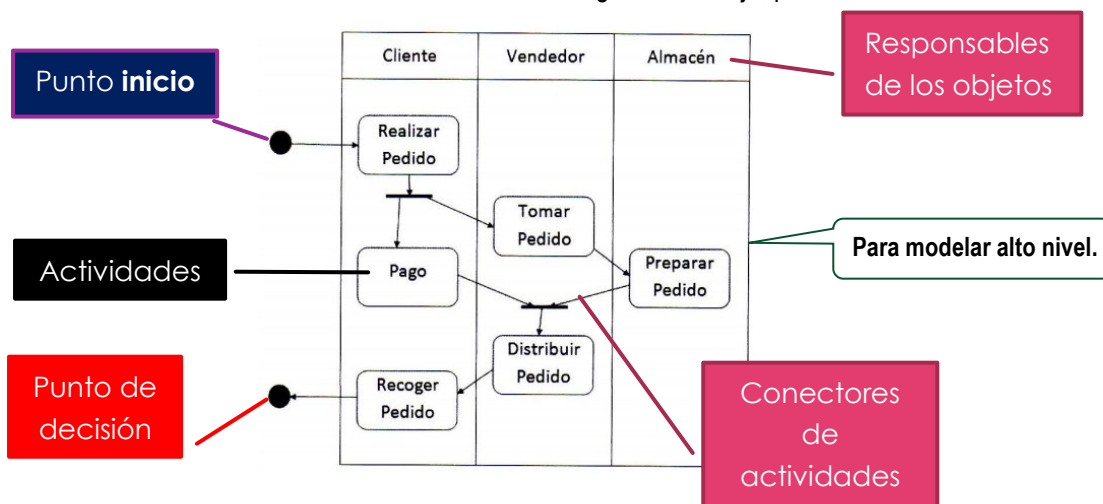 Cliente
Vendedor
Almacén
Responsables
de los objetos
Punto inicio
Realizar
Pedido
Tomar
Pedido
Para modelar alto nivel.
Actividades
Pago
Preparar
Pedido
Distribuir
Pedido
Punto de
decisión
Recoger
Pedido
Conectores
de
actividades